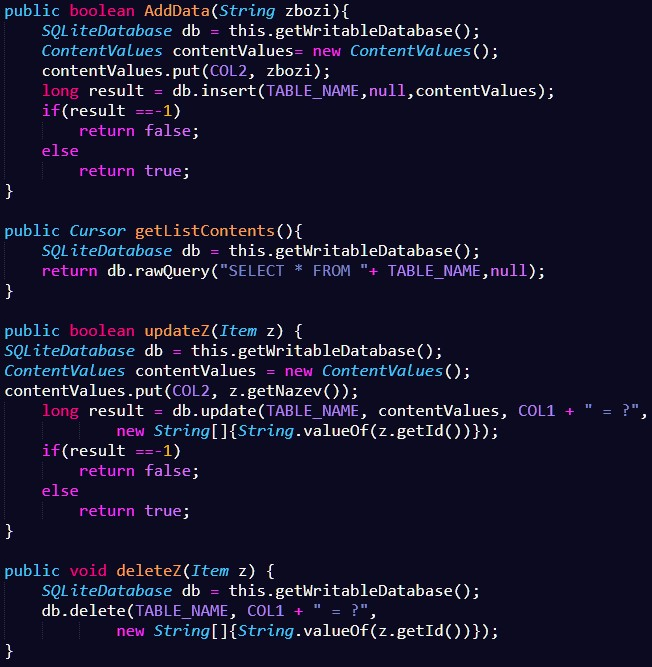 public boolean AddData(String zbozi){
    SQLiteDatabase db = this.getWritableDatabase();
    ContentValues contentValues= new ContentValues();
    contentValues.put(COL2, zbozi);
    long result = db.insert(TABLE_NAME,null,contentValues);
    if(result ==-1)
        return false;
    else
        return true;
}

public Cursor getListContents(){
    SQLiteDatabase db = this.getWritableDatabase();
    return db.rawQuery("SELECT * FROM "+ TABLE_NAME,null);
}

public boolean updateZ(Item z) {
SQLiteDatabase db = this.getWritableDatabase();
ContentValues contentValues = new ContentValues();
contentValues.put(COL2, z.getNazev());
    long result = db.update(TABLE_NAME, contentValues, COL1 + " = ?",
            new String[]{String.valueOf(z.getId())});
    if(result ==-1)
        return false;
    else
        return true;
}

public void deleteZ(Item z) {
    SQLiteDatabase db = this.getWritableDatabase();
    db.delete(TABLE_NAME, COL1 + " = ?",
            new String[]{String.valueOf(z.getId())});
}